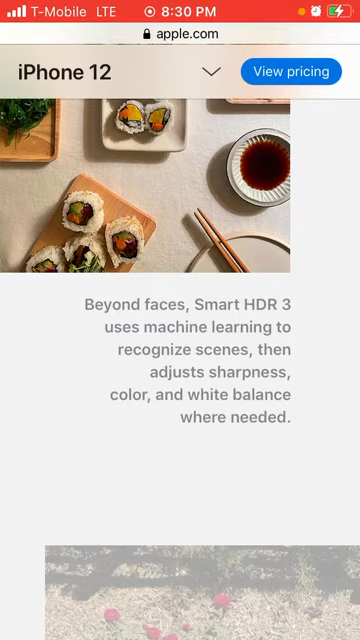 T-Mobile LTE 8:30 PM
apple.com
iPhone 12 View pricing
Beyond faces, Smart HDR 3
uses machine learning to
recognize scenes, then
adjusts sharpness,
color, and white balance
where needed.